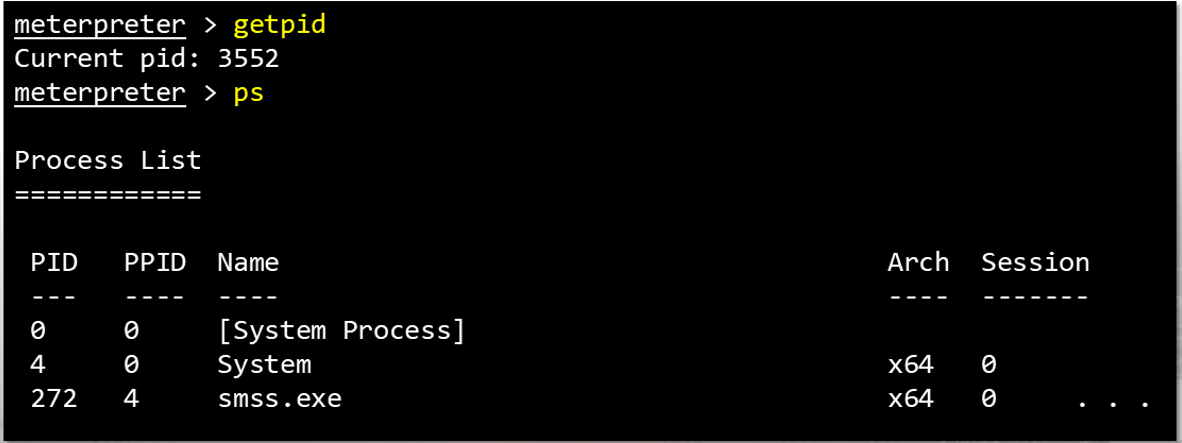 meterpreter > getpid
Current pid: 3552
meterpreter > ps
Process List
============
PID PPID Name Arch Session
--- ---- ---- ---- -------
0 0 [System Process]
4 0 System x64 0
272 4 smss.exe x64 0 . . .